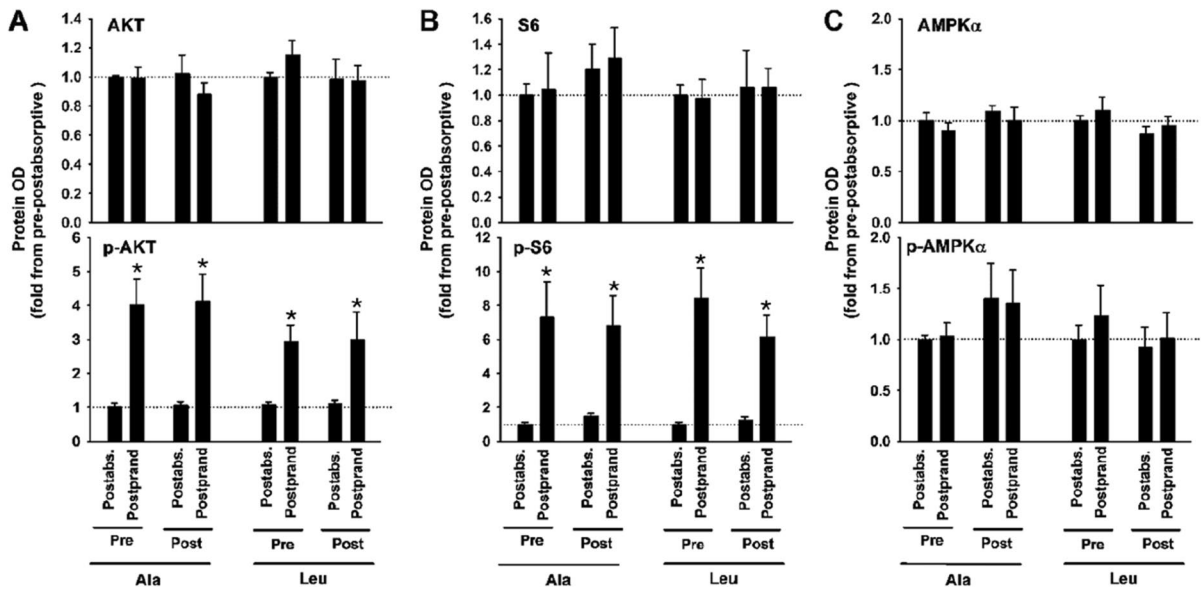 A
AKT
Protein OD
(fold from pre-postabsorptive )
1.4
1.2
1.0
0.8
0.6
0.4
0.2
0.0
p-AKT
6
5
4
3
2
1
0
* * * *
Postabs.
Postprand
Postabs.
Postprand
Postabs.
Postprand
Postabs.
Postprand
Pre Post Pre Post
Ala Leu
B
S6
Protein OD
(fold from pre-postabsorptive )
1.6
1.4
1.2
1.0
0.8
0.6
0.4
0.2
0.0
p-S6
12
10
8
6
4
2
0
* * * *
Postabs.
Postprand
Postabs.
Postprand
Postabs.
Postprand
Postabs.
Postprand
Pre Post Pre Post
Ala Leu
C
AMPKα
Protein OD
(fold from pre-postabsorptive )
2.0
1.5
1.0
0.5
0.0
p-AMPKα
2.0
1.5
1.0
0.5
0.0
Postabs.
Postprand
Postabs.
Postprand
Postabs.
Postprand
Postabs.
Postprand
Pre Post Pre Post
Ala Leu